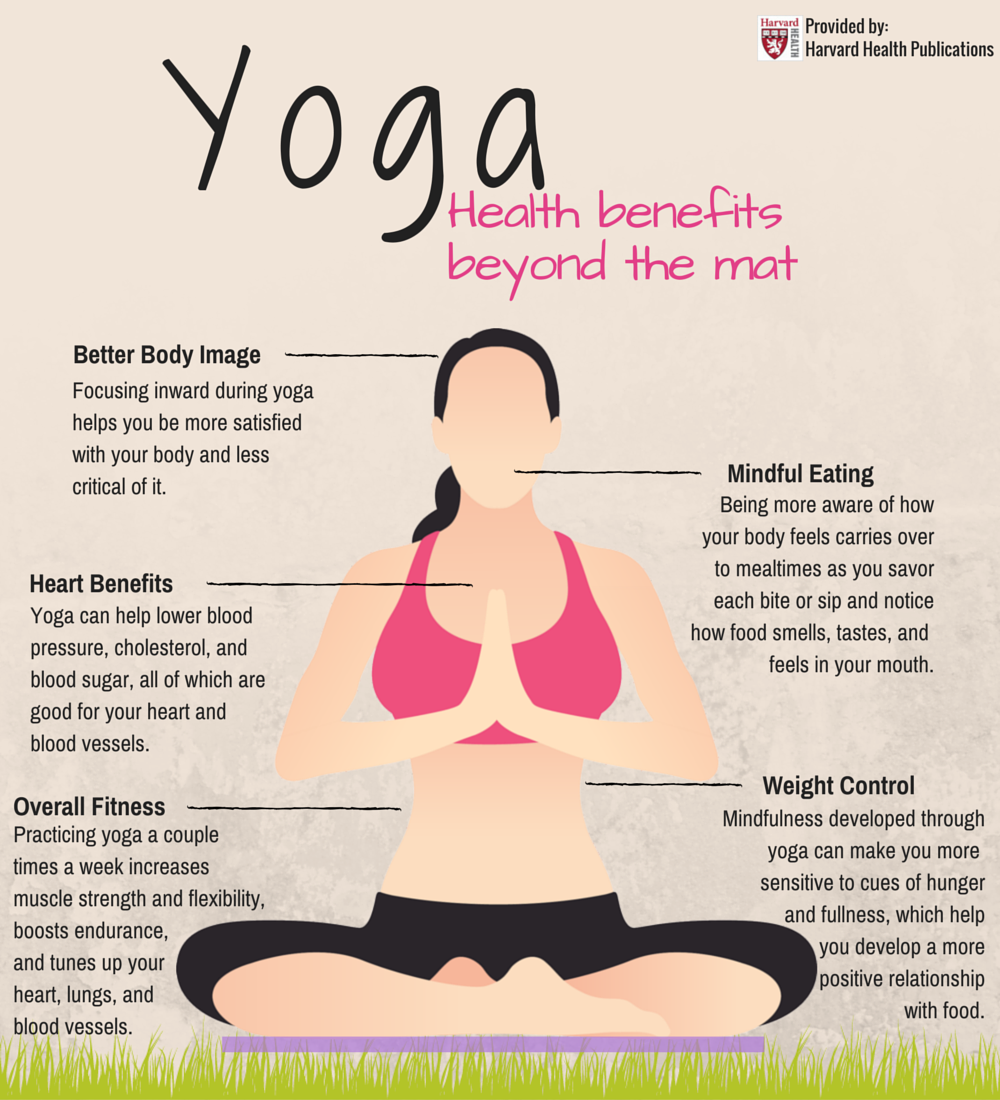 Harvard
HEALTH
Provided by:
Harvard Health Publications
Yoga
Health benefits
beyond the mat
Better Body Image
Focusing inward during yoga
helps you be more satisfied
with your body and less
critical of it.
Mindful Eating
Being more aware of how
your body feels carries over
to mealtimes as you savor
each bite or sip and notice
how food smells, tastes, and
feels in your mouth.
Heart Benefits
Yoga can help lower blood
pressure, cholesterol, and
blood sugar, all of which are
good for your heart and
blood vessels.
Weight Control
Mindfulness developed through
yoga can make you more
sensitive to cues of hunger
and fullness, which help
you develop a more
positive relationship
with food.
Overall Fitness
Practicing yoga a couple
times a week increases
muscle strength and flexibility,
boosts endurance,
and tunes up your
heart, lungs, and
blood vessels.